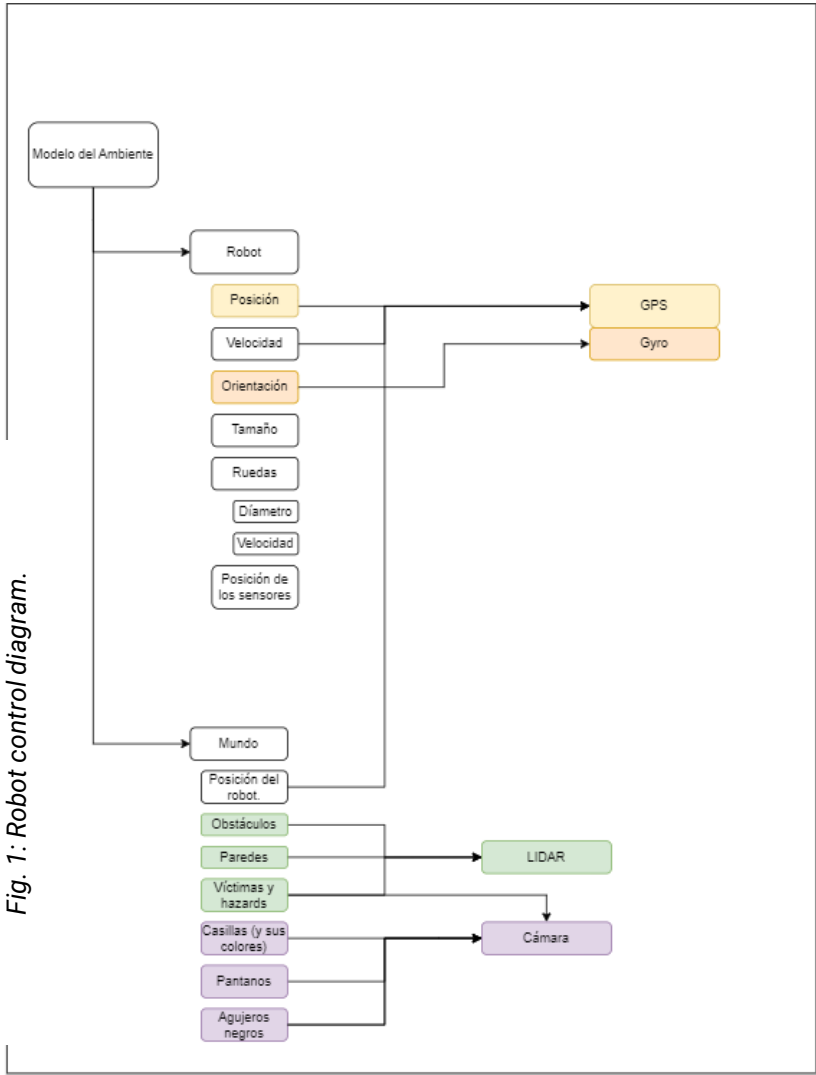 Modelo del Ambiente
Robot
Posición
GPS
Velocidad
Gyro
Orientación
Tamaño
Ruedas
Díametro
Velocidad
Posición de
los sensores
Mundo
Posición del
robot.
Obstáculos
Paredes
LIDAR
Víctimas y
hazards
Casillas (y sus
colores)
Cámara
Pantanos
Agujeros
negros
Fig. 1: Robot control diagram.